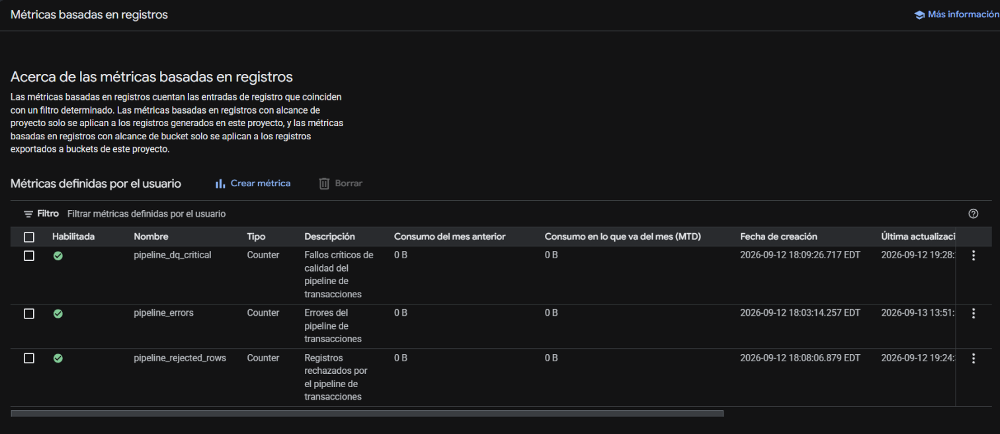 Métricas basadas en registros
Más información
Acerca de las métricas basadas en registros
Las métricas basadas en registros cuentan las entradas de registro que coinciden
con un filtro determinado. Las métricas basadas en registros con alcance de
proyecto solo se aplican a los registros generados en este proyecto, y las métricas
basadas en registros con alcance de bucket solo se aplican a los registros
exportados a buckets de este proyecto.
Métricas definidas por el usuario Crear métrica Borrar
Filtro Filtrar métricas definidas por el usuario
Habilitada Nombre Tipo Descripción Consumo del mes anterior Consumo en lo que va del mes (MTD) Fecha de creación Última actualizaci
pipeline_dq_critical Counter Fallos críticos de 0 B 0 B 2026-09-12 18:09:26.717 EDT 2026-09-12 19:28:
calidad del
pipeline de
transacciones
pipeline_errors Counter Errores del 0 B 0 B 2026-09-12 18:03:14.257 EDT 2026-09-13 13:51:
pipeline de
transacciones
pipeline_rejected_rows Counter Registros 0 B 0 B 2026-09-12 18:08:06.879 EDT 2026-09-12 19:24:
rechazados por
el pipeline de
transacciones